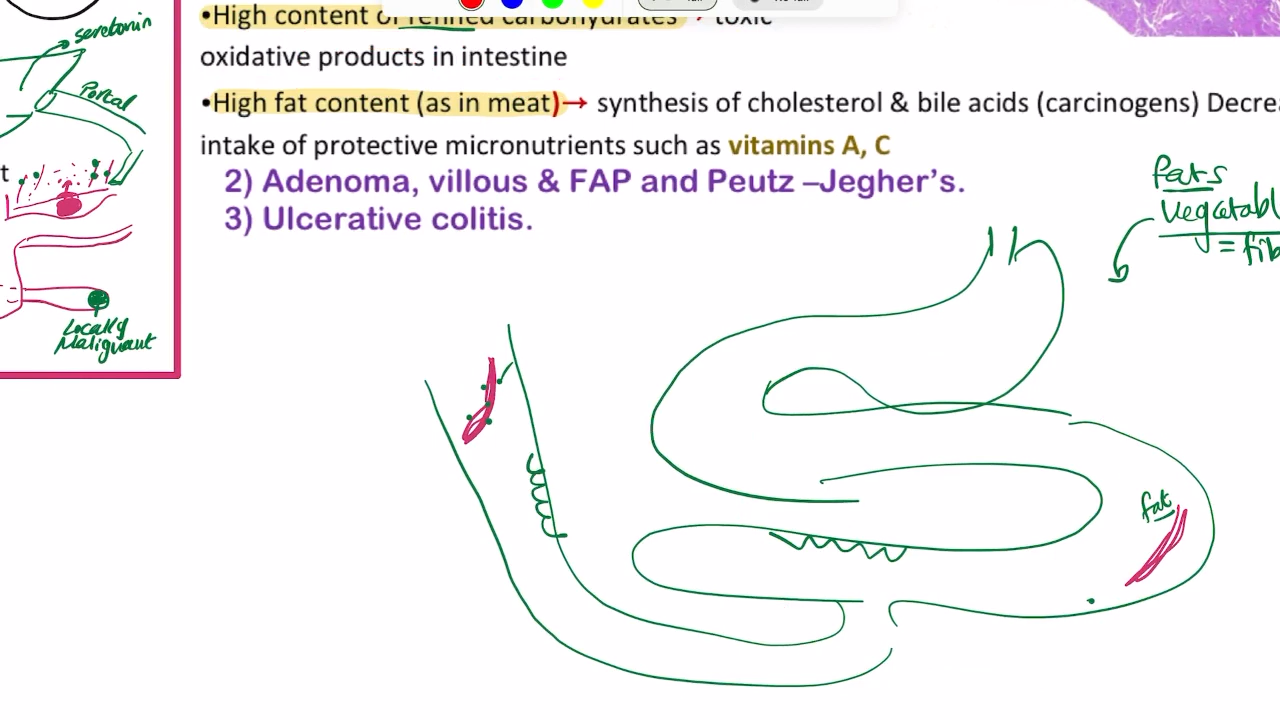 •High content of refined carbohydrates → toxic
oxidative products in intestine
•High fat content (as in meat)→ synthesis of cholesterol & bile acids (carcinogens) Decrea
intake of protective micronutrients such as vitamins A, C
2) Adenoma, villous & FAP and Peutz –Jegher’s.
3) Ulcerative colitis.
seretonin
Portal
t
Locally
Malignant
fats
vegetabl
= fib
fat